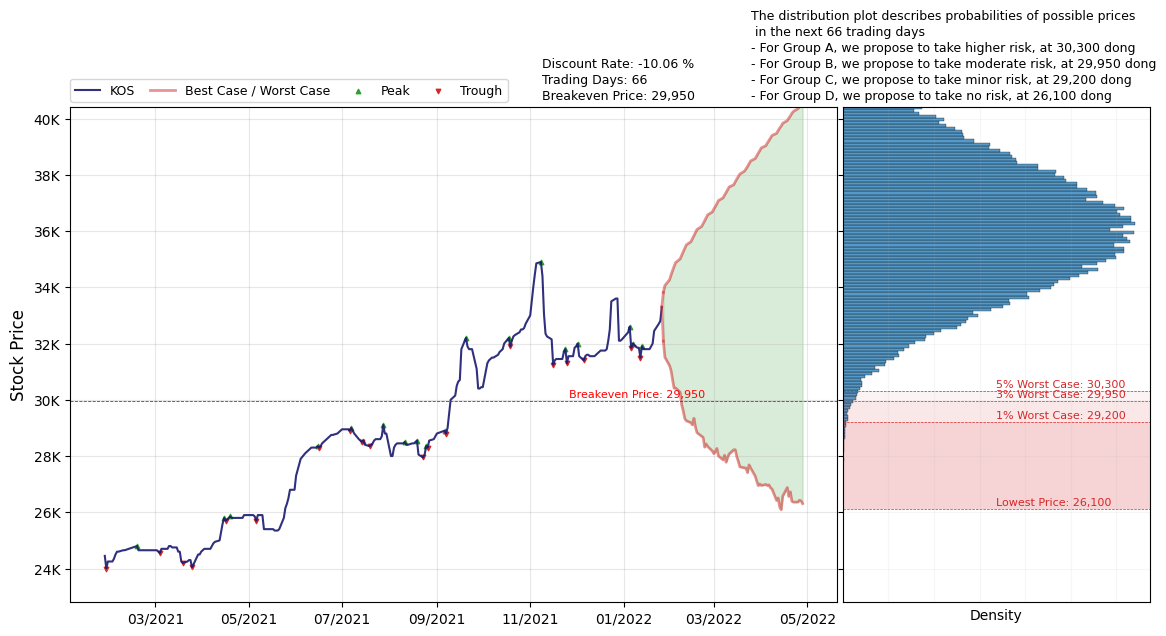 The distribution plot describes probabilities of possible prices
in the next 66 trading days
- For Group A, we propose to take higher risk, at 30,300 dong
- For Group B, we propose to take moderate risk, at 29,950 dong
- For Group C, we propose to take minor risk, at 29,200 dong
- For Group D, we propose to take no risk, at 26,100 dong
Discount Rate: -10.06 %
Trading Days: 66
Breakeven Price: 29,950
KOS
Best Case / Worst Case
Peak
Trough
Stock Price
40K
38K
36K
34K
32K
30K
28K
26K
24K
Breakeven Price: 29,950
5% Worst Case: 30,300
3% Worst Case: 29,950
1% Worst Case: 29,200
Lowest Price: 26,100
03/2021
05/2021
07/2021
09/2021
11/2021
01/2022
03/2022
05/2022
Density